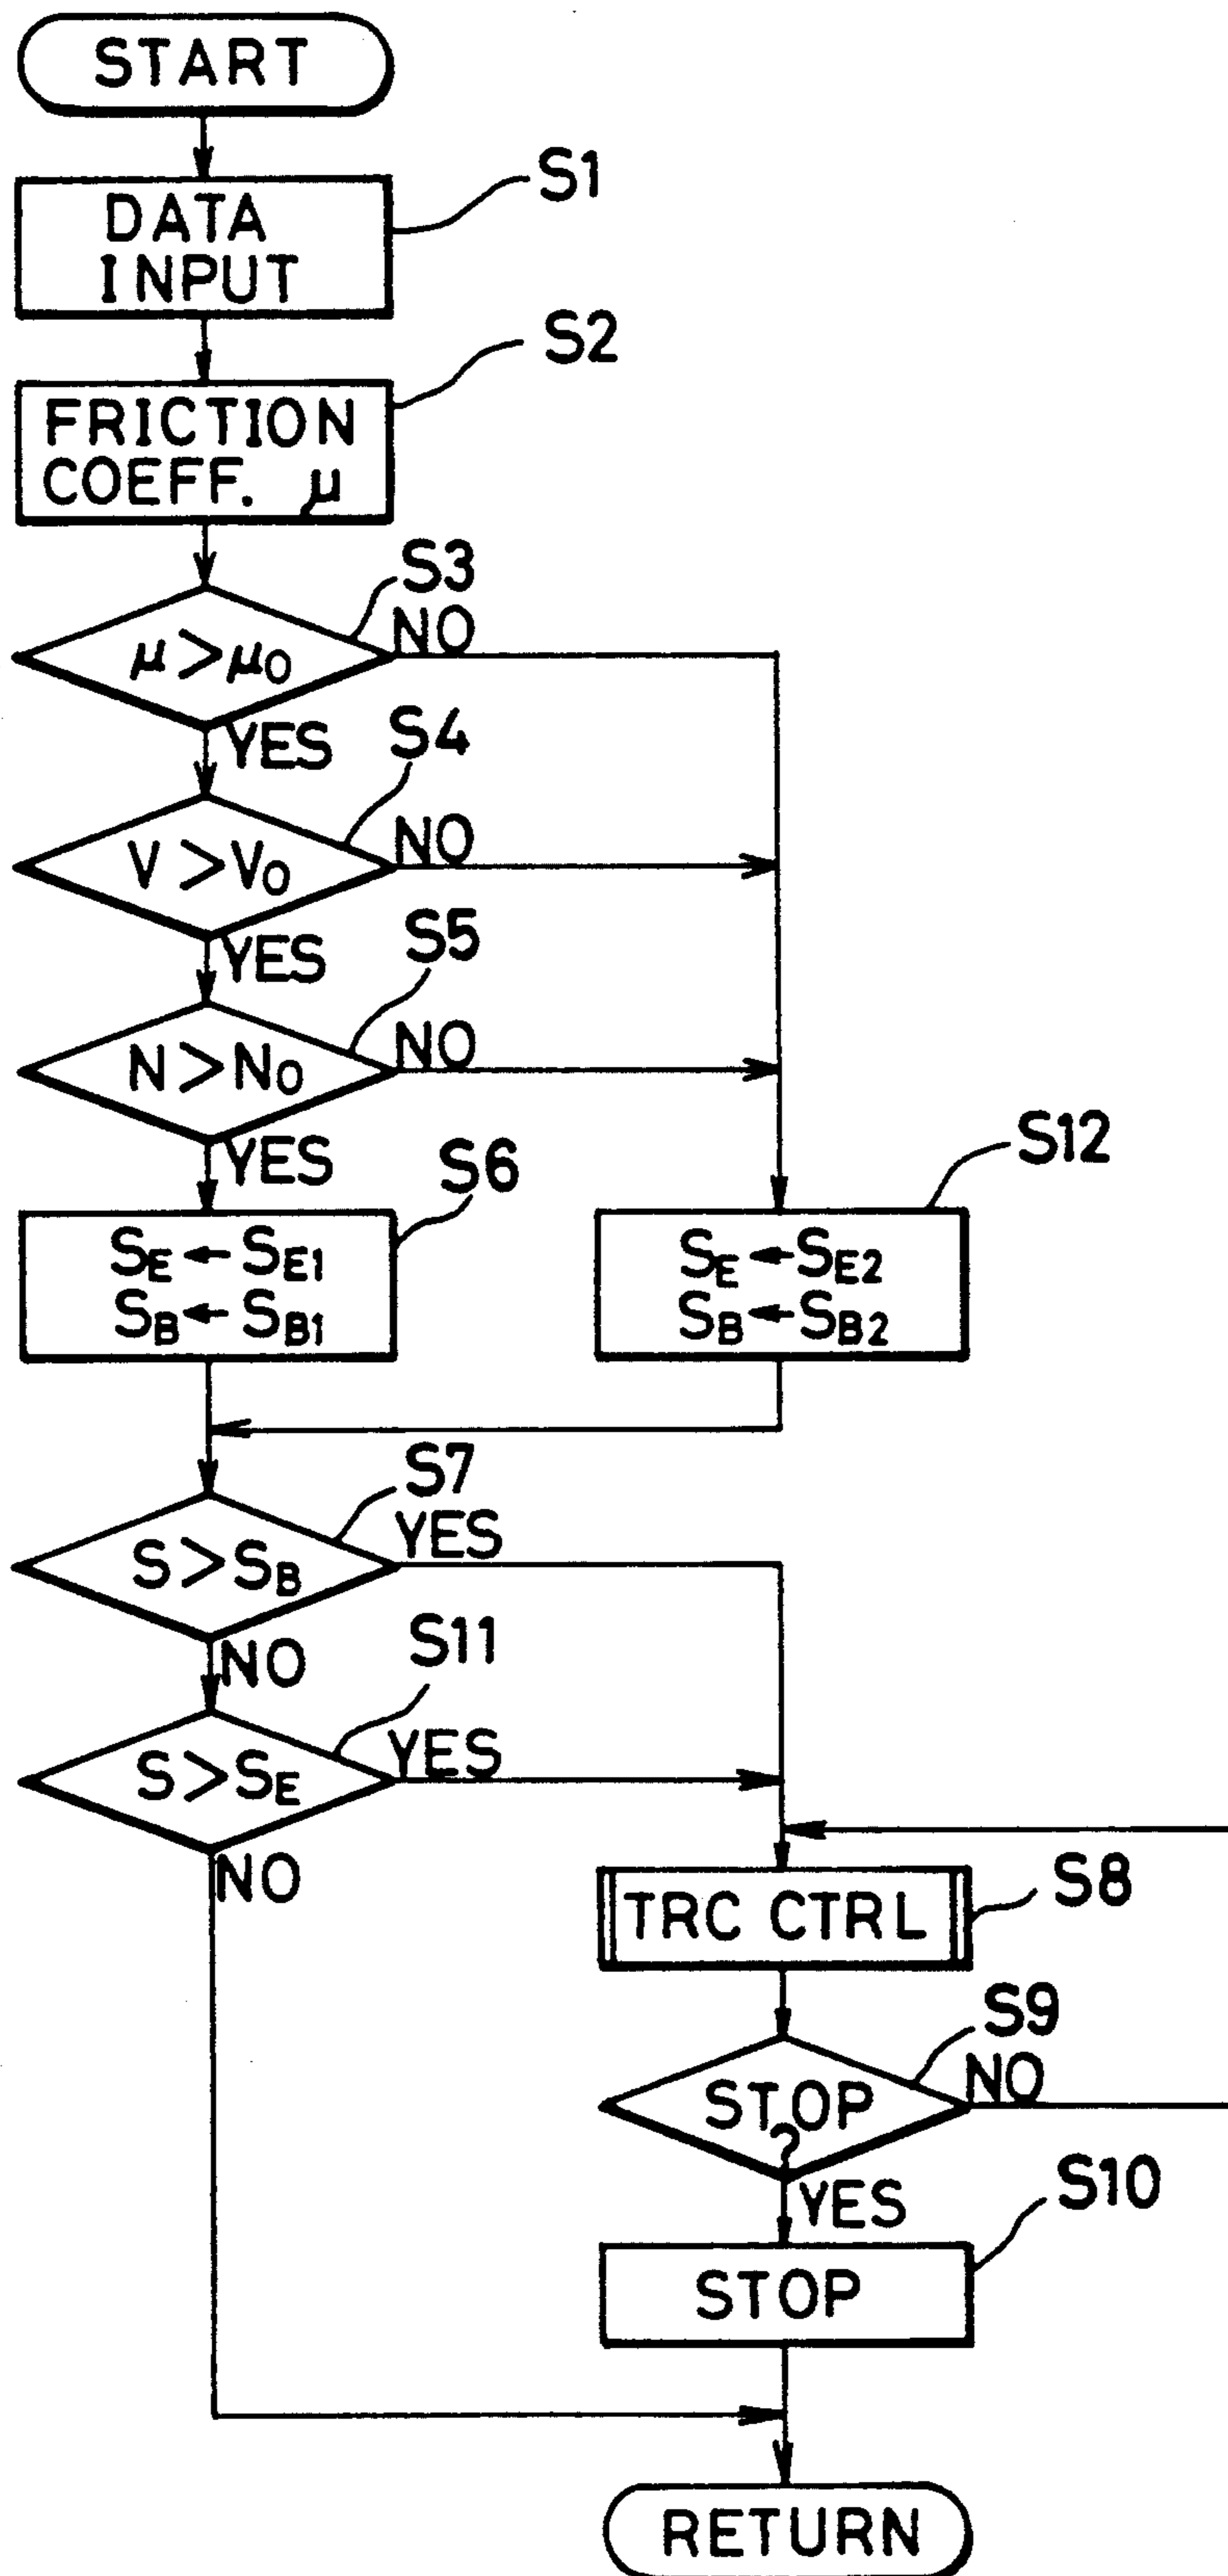 START
S1
DATA
INPUT
S2
FRICTION
COEFF. μ
S3
μ>μ0
NO
YES
S4
V>V0
NO
YES
S5
N>N0
NO
YES
S6
SE←SE1
SB←SB1
S12
SE←SE2
SB←SB2
S7
S>SB
YES
NO
S11
S>SE
YES
NO
S8
TRC CTRL
S9
STOP
?
NO
YES
S10
STOP
RETURN